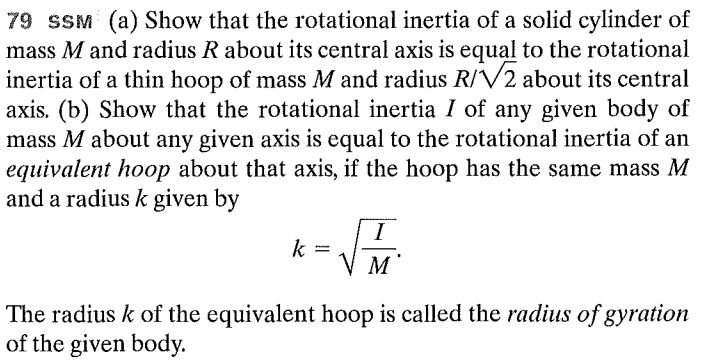 79 SSM (a) Show that the rotational inertia of a solid cylinder of
mass M and radius R about its central axis is equal to the rotational
inertia of a thin hoop of mass M and radius R/√2 about its central
axis. (b) Show that the rotational inertia I of any given body of
mass M about any given axis is equal to the rotational inertia of an
equivalent hoop about that axis, if the hoop has the same mass M
and a radius k given by
k = √(I/M).
The radius k of the equivalent hoop is called the radius of gyration
of the given body.